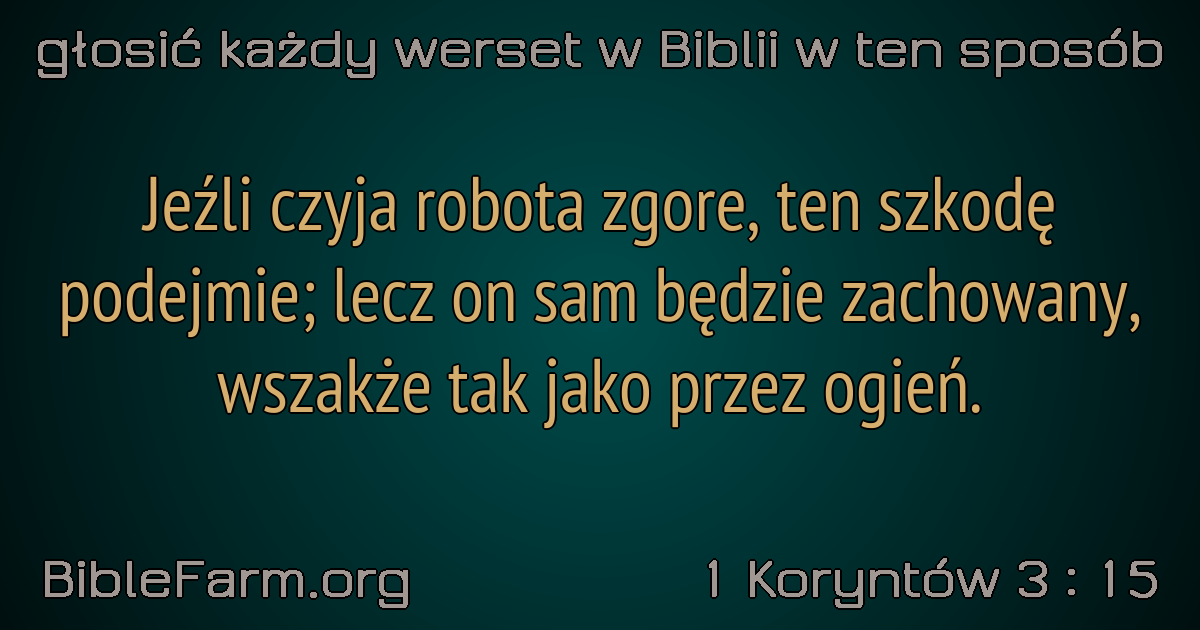 głosić każdy werset w Biblii w ten sposób
Jeźli czyja robota zgore, ten szkodę
podejmie; lecz on sam będzie zachowany,
wszakże tak jako przez ogień.
BibleFarm.org
1 Koryntów 3 : 15